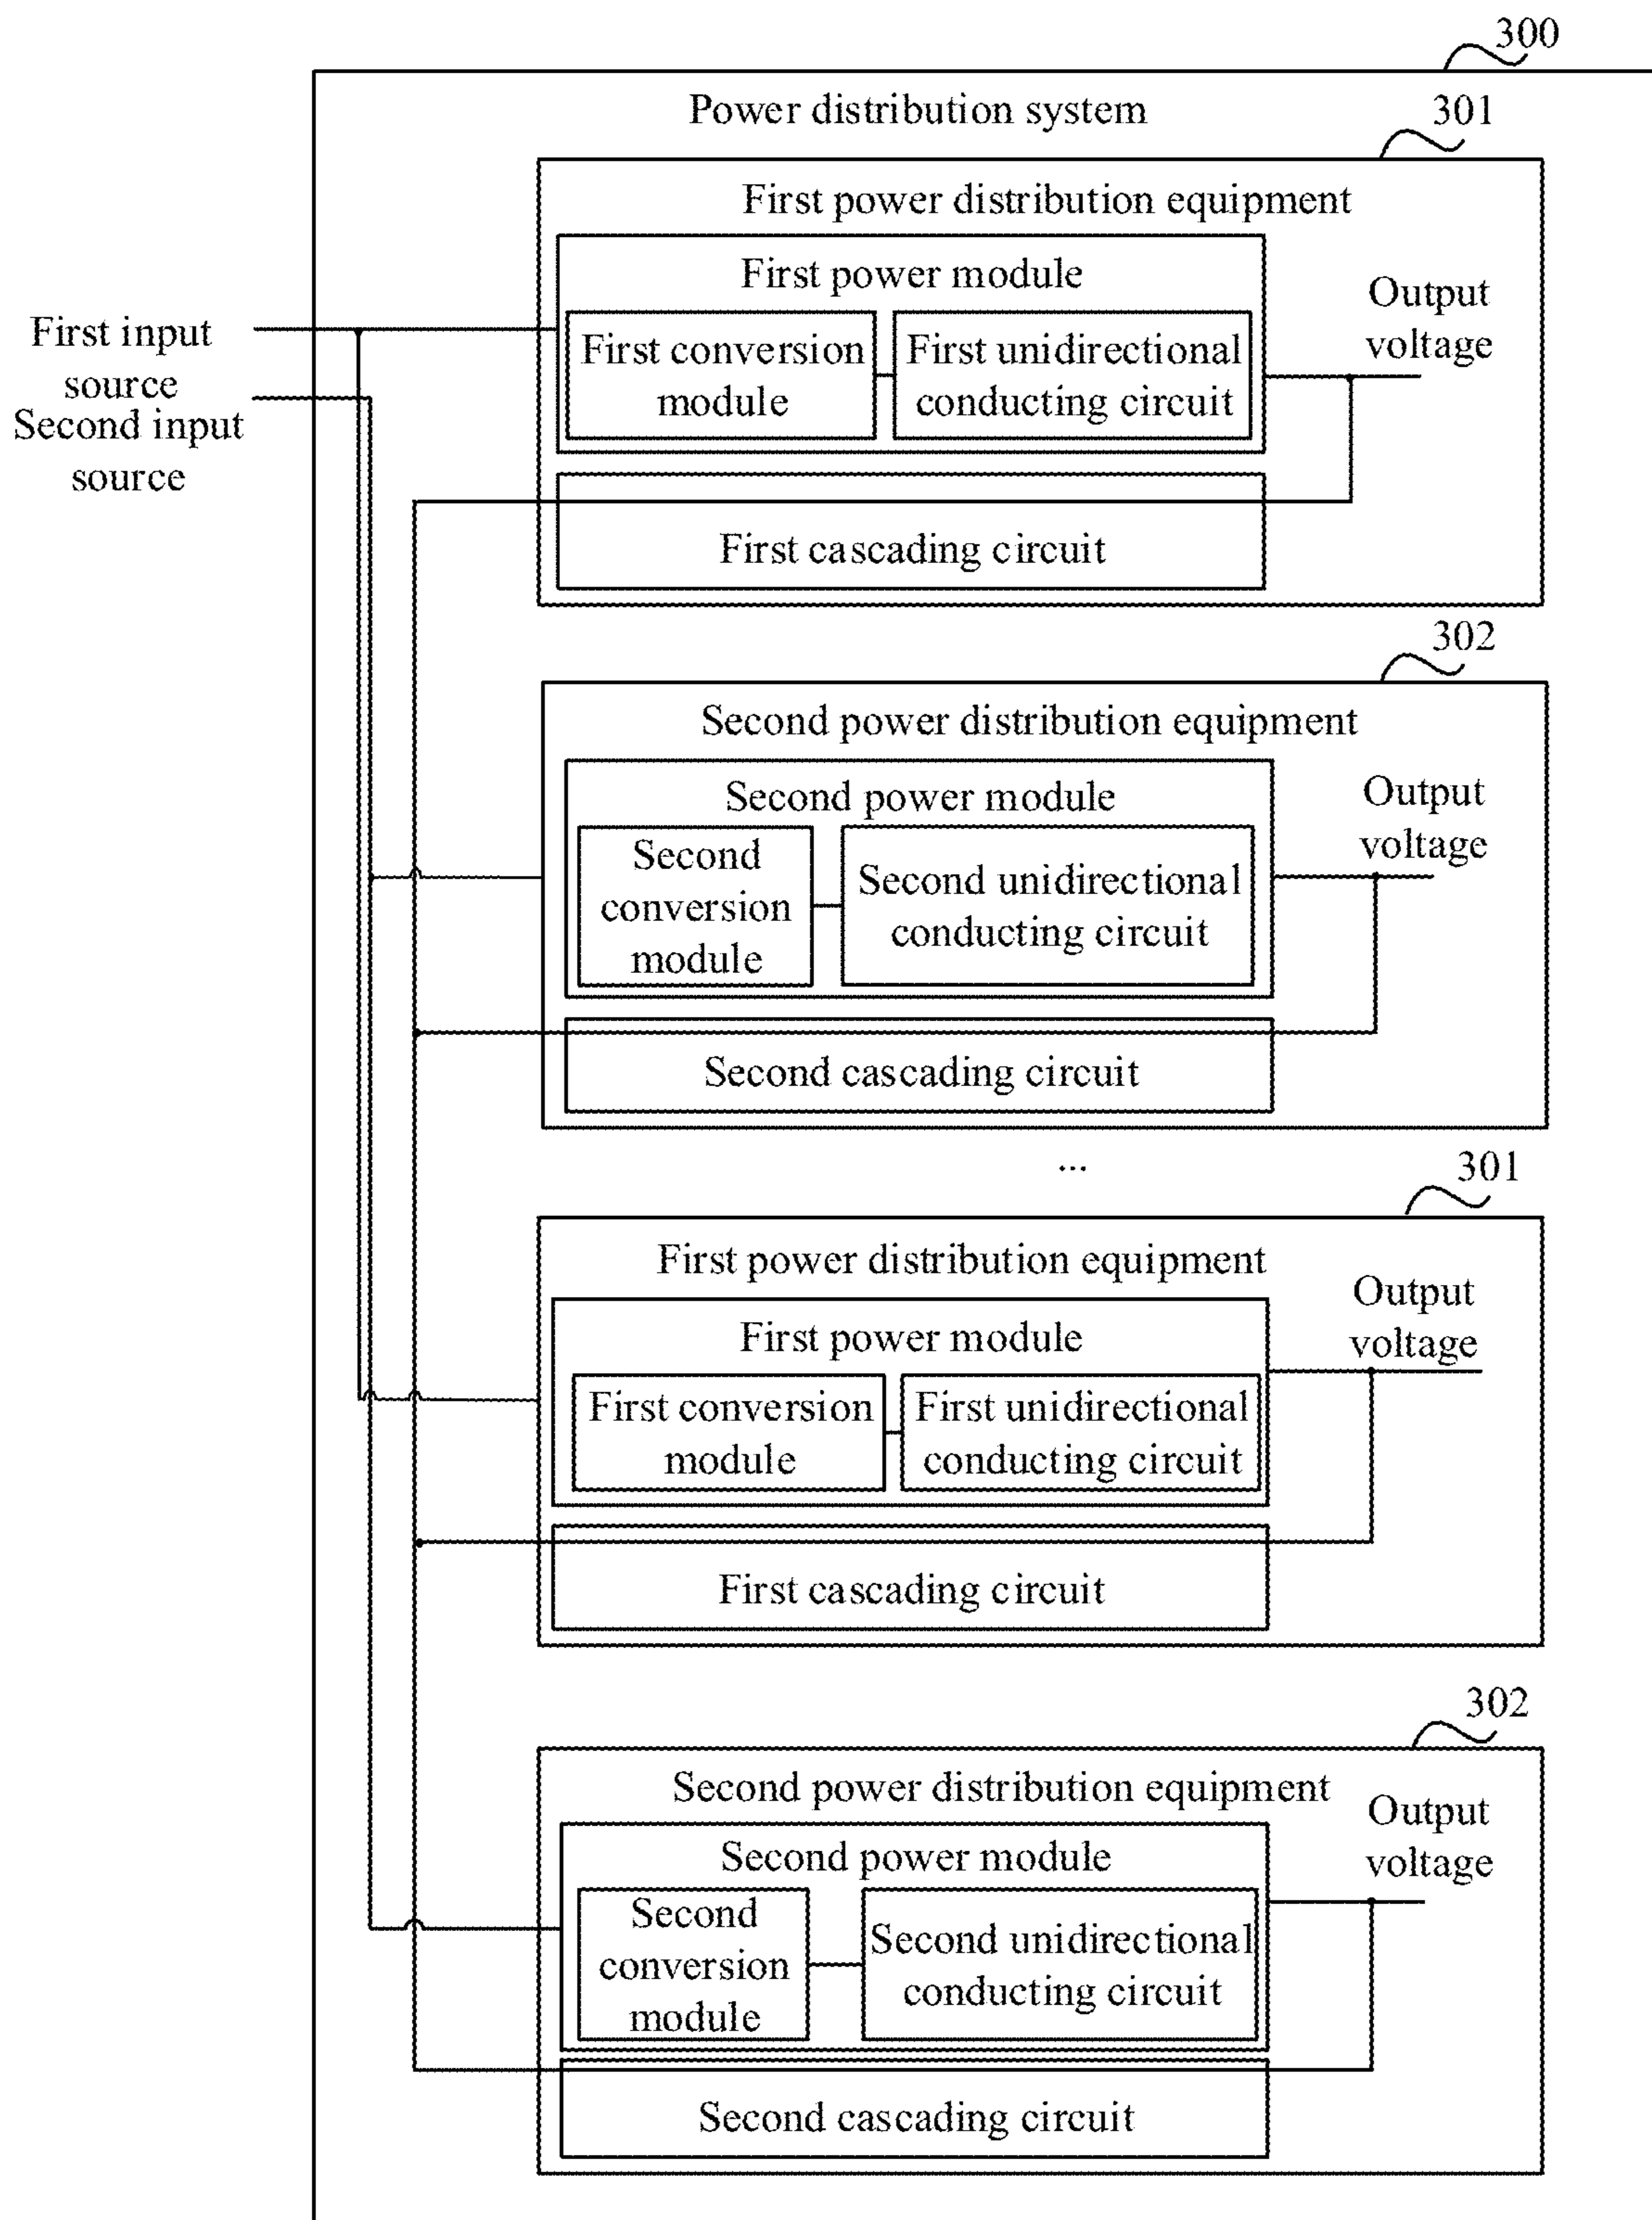 300
Power distribution system
301
First power distribution equipment
First power module
Output
voltage
First input
source
First conversion
module
First unidirectional
conducting circuit
Second input
source
First cascading circuit
302
Second power distribution equipment
Second power module
Output
voltage
Second
conversion
module
Second unidirectional
conducting circuit
Second cascading circuit
...
301
First power distribution equipment
First power module
Output
voltage
First conversion
module
First unidirectional
conducting circuit
First cascading circuit
302
Second power distribution equipment
Second power module
Output
voltage
Second
conversion
module
Second unidirectional
conducting circuit
Second cascading circuit